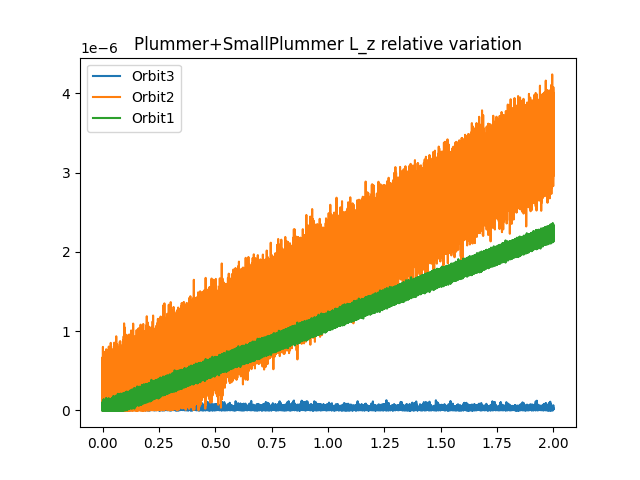 Plummer+SmallPlummer L_z relative variation
1e−6
Orbit3
Orbit2
Orbit1
4
3
2
1
0
0.00 0.25 0.50 0.75 1.00 1.25 1.50 1.75 2.00